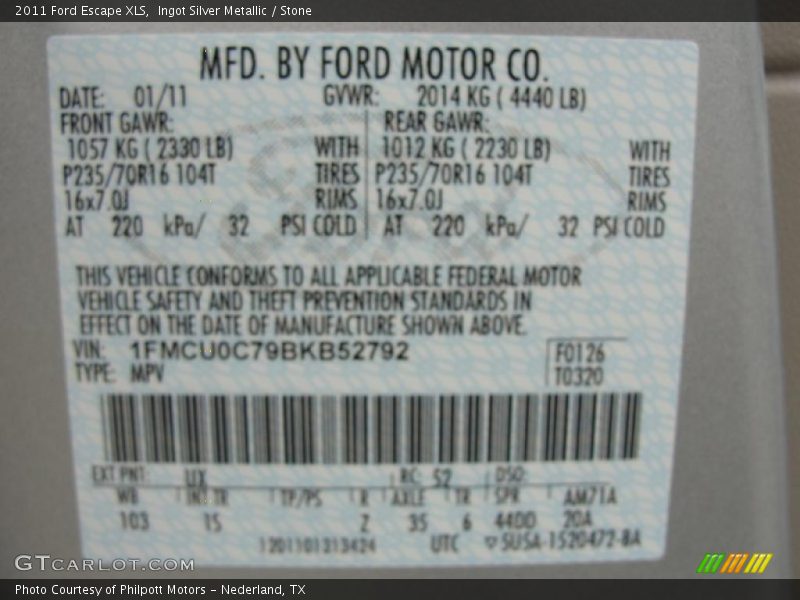 2011 Ford Escape XLS,  Ingot Silver Metallic / Stone
MFD. BY FORD MOTOR CO.
DATE: 01/11 GVWR: 2014 KG ( 4440 LB)
FRONT GAWR: REAR GAWR:
1057 KG ( 2330 LB) WITH 1012 KG ( 2230 LB) WITH
P235/70R16 104T TIRES P235/70R16 104T TIRES
16x7.0J RIMS 16x7.0J RIMS
AT 220 kPa/ 32 PSI COLD AT 220 kPa/ 32 PSI COLD
THIS VEHICLE CONFORMS TO ALL APPLICABLE FEDERAL MOTOR
VEHICLE SAFETY AND THEFT PREVENTION STANDARDS IN
EFFECT ON THE DATE OF MANUFACTURE SHOWN ABOVE.
VIN: 1FMCU0C79BKB52792 F0126
TYPE: MPV T0320
EXT PNT: UX RC: 52 DSO:
WB INT TR TP/PS R AXLE TR SPR AM71A
103 15 Z 35 6 4400 20A
1201101213424 UTC ▽SUSA-1520472-BA
GTCARLOT.COM
Photo Courtesy of Philpott Motors – Nederland, TX